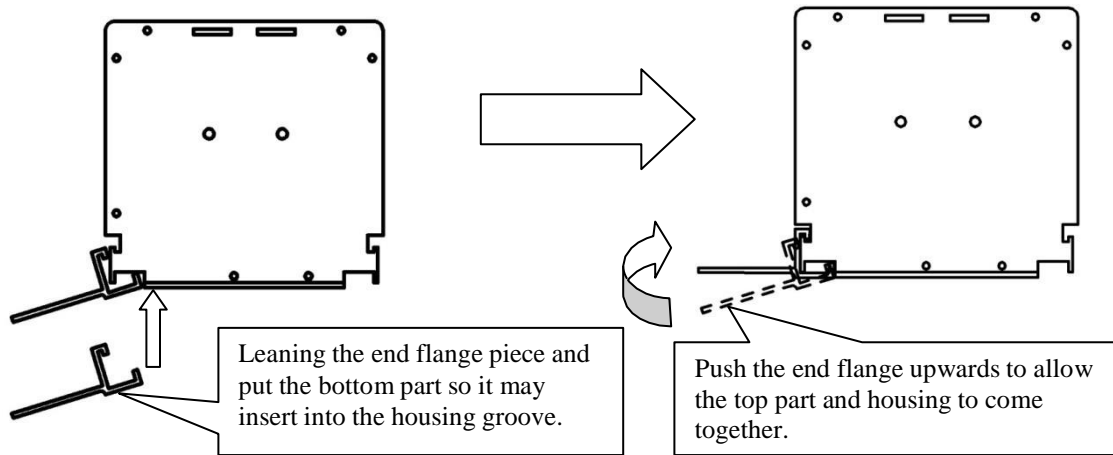 Leaning the end flange piece and
put the bottom part so it may
insert into the housing groove.
Push the end flange upwards to allow
the top part and housing to come
together.